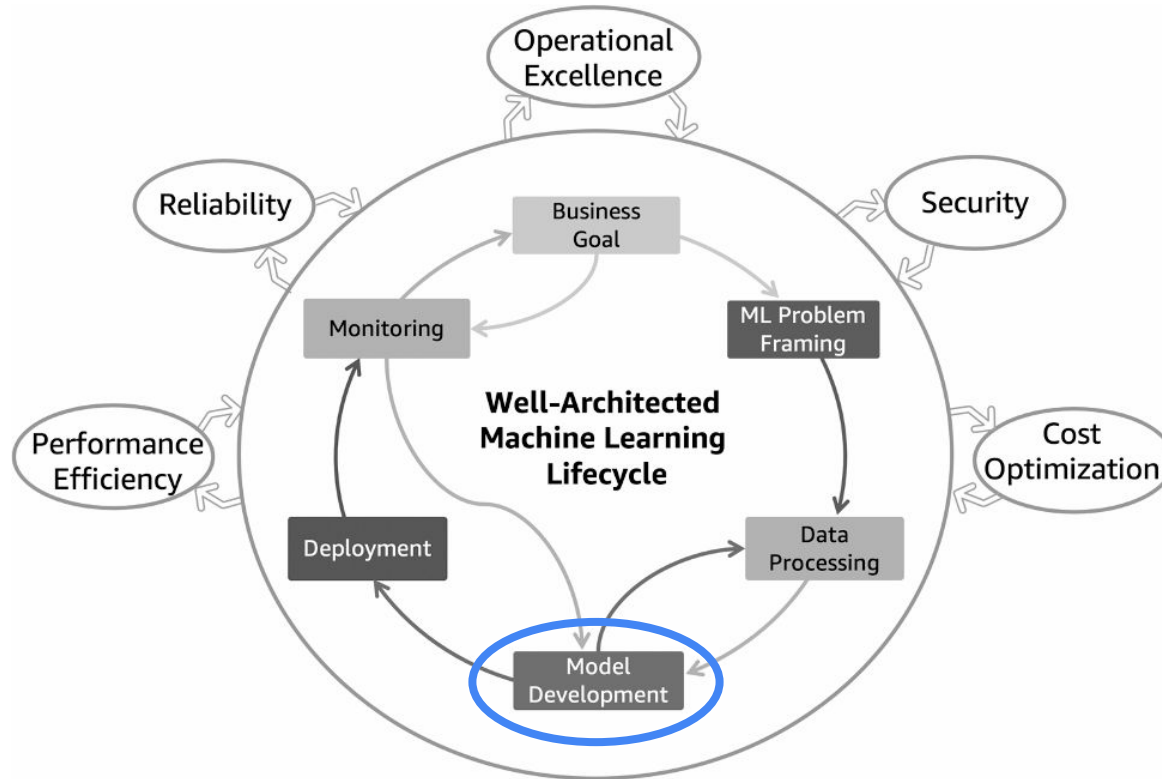 Operational
Excellence
Reliability
Security
Business
Goal
Monitoring
ML Problem
Framing
Well-Architected
Machine Learning
Lifecycle
Performance
Efficiency
Cost
Optimization
Deployment
Data
Processing
Model
Development